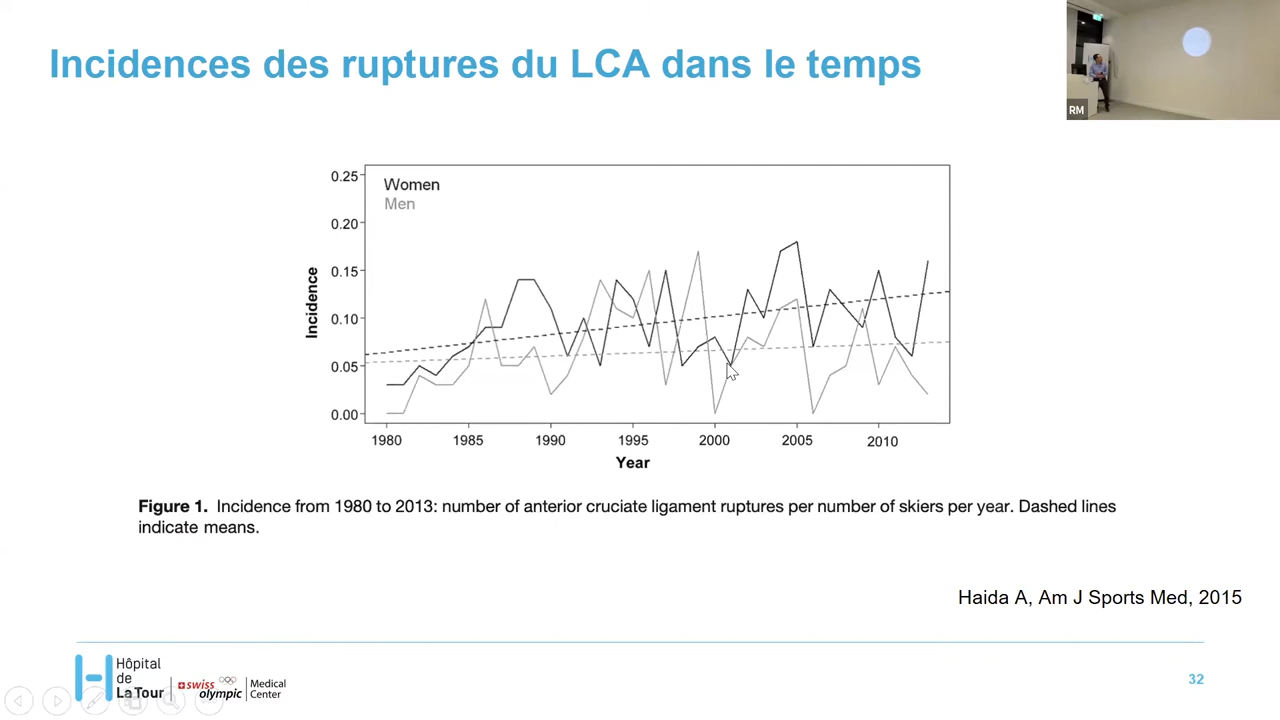 Incidences des ruptures du LCA dans le temps
RM
0.25
0.20
0.15
0.10
0.05
0.00
Incidence
Women
Men
1980
1985
1990
1995
2000
2005
2010
Year
Figure 1. Incidence from 1980 to 2013: number of anterior cruciate ligament ruptures per number of skiers per year. Dashed lines
indicate means.
Haida A, Am J Sports Med, 2015
Hôpital
de
La Tour
swiss
olympic
Medical
Center
32